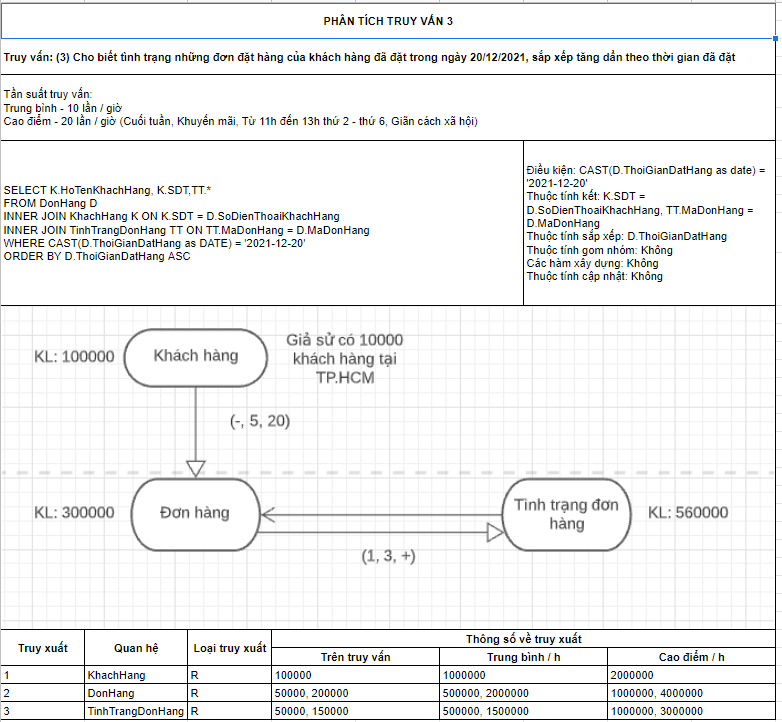 PHÂN TÍCH TRUY VẤN 3
Truy vấn: (3) Cho biết tình trạng những đơn đặt hàng của khách hàng đã đặt trong ngày 20/12/2021, sắp xếp tăng dần theo thời gian đã đặt
Tần suất truy vấn:
Trung bình - 10 lần / giờ
Cao điểm - 20 lần / giờ (Cuối tuần, Khuyến mãi, Từ 11h đến 13h thứ 2 - thứ 6, Giãn cách xã hội)
SELECT K.HoTenKhachHang, K.SDT,TT.*
FROM DonHang D
INNER JOIN KhachHang K ON K.SDT = D.SoDienThoaiKhachHang
INNER JOIN TinhTrangDonHang TT ON TT.MaDonHang = D.MaDonHang
WHERE CAST(D.ThoiGianDatHang as DATE) = '2021-12-20'
ORDER BY D.ThoiGianDatHang ASC
Điều kiện: CAST(D.ThoiGianDatHang as date) =
'2021-12-20'
Thuộc tính kết: K.SDT =
D.SoDienThoaiKhachHang, TT.MaDonHang =
D.MaDonHang
Thuộc tính sắp xếp: D.ThoiGianDatHang
Thuộc tính gom nhóm: Không
Các hàm xây dựng: Không
Thuộc tính cập nhật: Không
KL: 100000
Khách hàng
Giả sử có 10000
khách hàng tại
TP.HCM
(-, 5, 20)
KL: 300000
Đơn hàng
Tình trạng đơn
hàng
KL: 560000
(1, 3, +)
Truy xuất Quan hệ Loại truy xuất Thông số về truy xuất
Trên truy vấn Trung bình / h Cao điểm / h
1 KhachHang R 100000 1000000 2000000
2 DonHang R 50000, 200000 500000, 2000000 1000000, 4000000
3 TinhTrangDonHang R 50000, 150000 500000, 1500000 1000000, 3000000